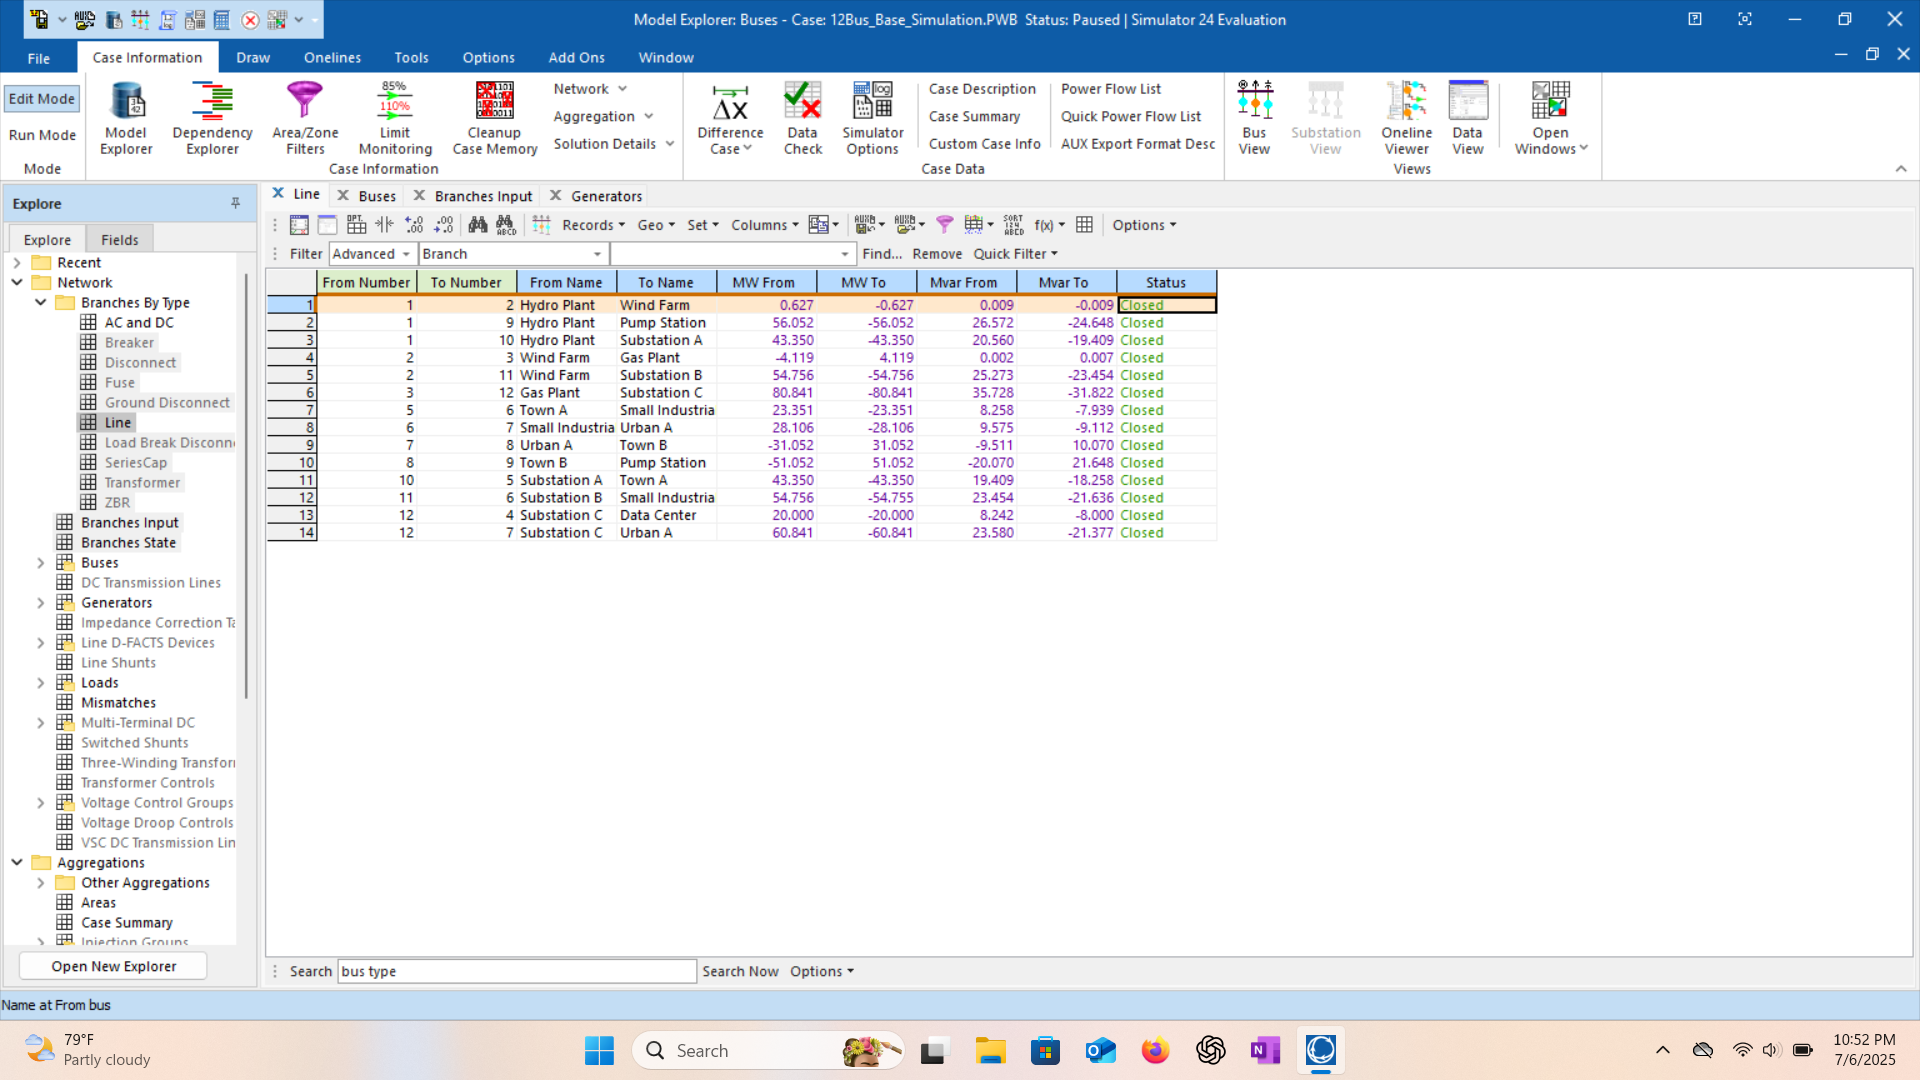 Model Explorer: Buses - Case: 12Bus_Base_Simulation.PWB Status: Paused | Simulator 24 Evaluation
File Case Information Draw Onelines Tools Options Add Ons Window
Edit Mode
Run Mode
Mode
Model Explorer
Dependency Explorer
Area/Zone Filters
85%
110%
Limit Monitoring
Cleanup Case Memory
Network
Aggregation
Solution Details
Case Information
Difference Case
Data Check
Simulator Options
Case Description
Case Summary
Custom Case Info
Power Flow List
Quick Power Flow List
AUX Export Format Desc
Case Data
Bus View
Substation View
Oneline Viewer
Data View
Open Windows
Views
Explore
Explore Fields
Recent
Network
Branches By Type
AC and DC
Breaker
Disconnect
Fuse
Ground Disconnect
Line
Load Break Disconn
SeriesCap
Transformer
ZBR
Branches Input
Branches State
Buses
DC Transmission Lines
Generators
Impedance Correction Ta
Line D-FACTS Devices
Line Shunts
Loads
Mismatches
Multi-Terminal DC
Switched Shunts
Three-Winding Transfor
Transformer Controls
Voltage Control Groups
Voltage Droop Controls
VSC DC Transmission Lin
Aggregations
Other Aggregations
Areas
Case Summary
Injection Groups
Open New Explorer
Line Buses Branches Input Generators
Records Geo Set Columns SORT 124 ABED f(x) Options
Filter Advanced Branch Find... Remove Quick Filter
From Number To Number From Name To Name MW From MW To Mvar From Mvar To Status
1 1 2 Hydro Plant Wind Farm 0.627 -0.627 0.009 -0.009 Closed
2 1 9 Hydro Plant Pump Station 56.052 -56.052 26.572 -24.648 Closed
3 1 10 Hydro Plant Substation A 43.350 -43.350 20.560 -19.409 Closed
4 2 3 Wind Farm Gas Plant -4.119 4.119 0.002 0.007 Closed
5 2 11 Wind Farm Substation B 54.756 -54.756 25.273 -23.454 Closed
6 3 12 Gas Plant Substation C 80.841 -80.841 35.728 -31.822 Closed
7 5 6 Town A Small Industria 23.351 -23.351 8.258 -7.939 Closed
8 6 7 Small Industria Urban A 28.106 -28.106 9.575 -9.112 Closed
9 7 8 Urban A Town B -31.052 31.052 -9.511 10.070 Closed
10 8 9 Town B Pump Station -51.052 51.052 -20.070 21.648 Closed
11 10 5 Substation A Town A 43.350 -43.350 19.409 -18.258 Closed
12 11 6 Substation B Small Industria 54.756 -54.755 23.454 -21.636 Closed
13 12 4 Substation C Data Center 20.000 -20.000 8.242 -8.000 Closed
14 12 7 Substation C Urban A 60.841 -60.841 23.580 -21.377 Closed
Search bus type Search Now Options
Name at From bus
79°F
Partly cloudy
Search
10:52 PM
7/6/2025